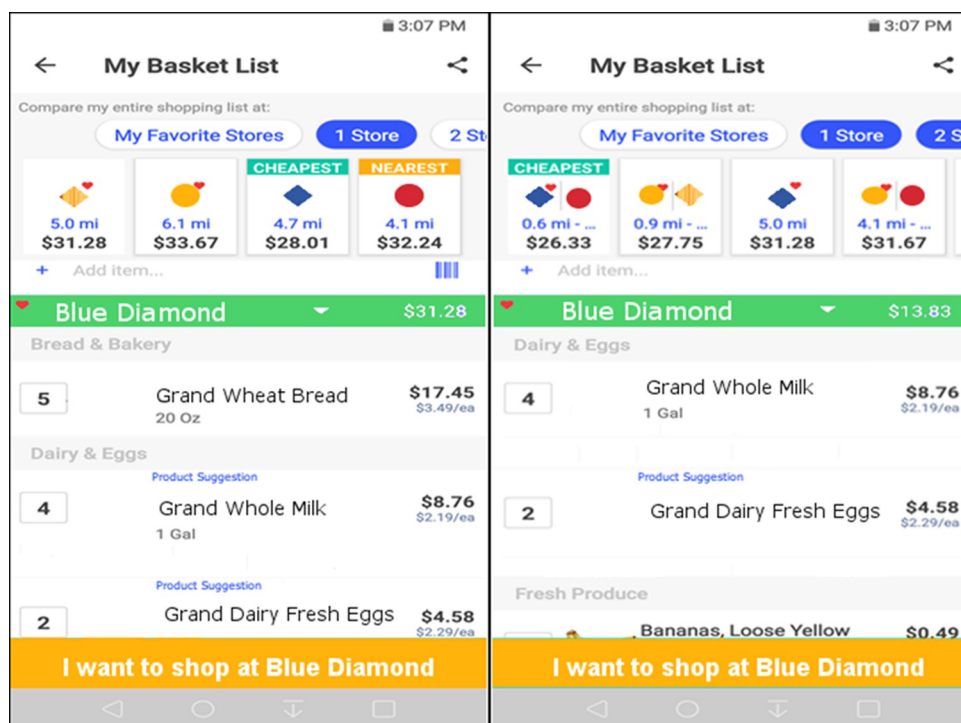 3:07 PM
My Basket List
Compare my entire shopping list at:
My Favorite Stores
1 Store
2 St
CHEAPEST
NEAREST
5.0 mi
6.1 mi
4.7 mi
4.1 mi
$31.28
$33.67
$28.01
$32.24
+ Add item...
Blue Diamond
$31.28
Bread & Bakery
5
Grand Wheat Bread
20 Oz
$17.45
$3.49/ea
Dairy & Eggs
Product Suggestion
4
Grand Whole Milk
1 Gal
$8.76
$2.19/ea
Product Suggestion
2
Grand Dairy Fresh Eggs
$4.58
$2.29/ea
I want to shop at Blue Diamond
3:07 PM
My Basket List
Compare my entire shopping list at:
My Favorite Stores
1 Store
2 S
CHEAPEST
0.6 mi - ...
0.9 mi - ...
5.0 mi
4.1 mi - ...
$26.33
$27.75
$31.28
$31.67
+ Add item...
Blue Diamond
$13.83
Dairy & Eggs
4
Grand Whole Milk
1 Gal
$8.76
$2.19/ea
Product Suggestion
2
Grand Dairy Fresh Eggs
$4.58
$2.29/ea
Fresh Produce
Bananas, Loose Yellow
$0.49
I want to shop at Blue Diamond